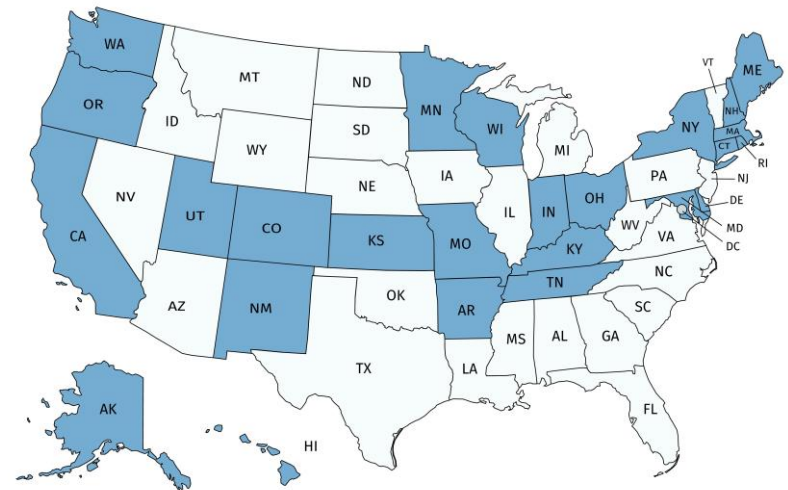 WA
MT
ND
MN
VT
ME
OR
ID
SD
WI
NY
NH
MA
CT
RI
WY
MI
NV
UT
CO
NE
IA
IL
IN
OH
PA
NJ
DE
MD
DC
CA
KS
MO
KY
WV
VA
AZ
NM
OK
AR
TN
NC
SC
TX
LA
MS
AL
GA
FL
AK
HI